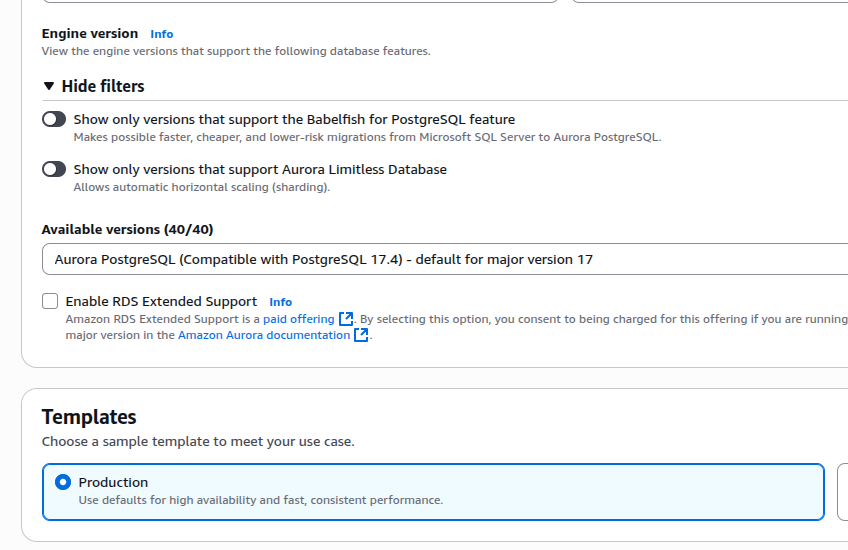 Engine version Info
View the engine versions that support the following database features.
Hide filters
Show only versions that support the Babelfish for PostgreSQL feature
Makes possible faster, cheaper, and lower-risk migrations from Microsoft SQL Server to Aurora PostgreSQL.
Show only versions that support Aurora Limitless Database
Allows automatic horizontal scaling (sharding).
Available versions (40/40)
Aurora PostgreSQL (Compatible with PostgreSQL 17.4) - default for major version 17
Enable RDS Extended Support Info
Amazon RDS Extended Support is a paid offering. By selecting this option, you consent to being charged for this offering if you are running
major version in the Amazon Aurora documentation.
Templates
Choose a sample template to meet your use case.
Production
Use defaults for high availability and fast, consistent performance.